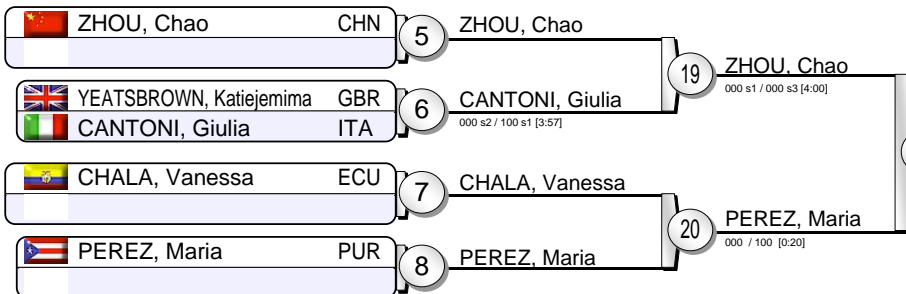 ZHOU, Chao CHN
5
ZHOU, Chao
YEATSBROWN, Katiejemima GBR
CANTONI, Giulia ITA
6
CANTONI, Giulia
000 s2 / 100 s1 [3:57]
19
ZHOU, Chao
000 s1 / 000 s3 [4:00]
CHALA, Vanessa ECU
7
CHALA, Vanessa
PEREZ, Maria PUR
8
PEREZ, Maria
20
PEREZ, Maria
000 / 100 [0:20]